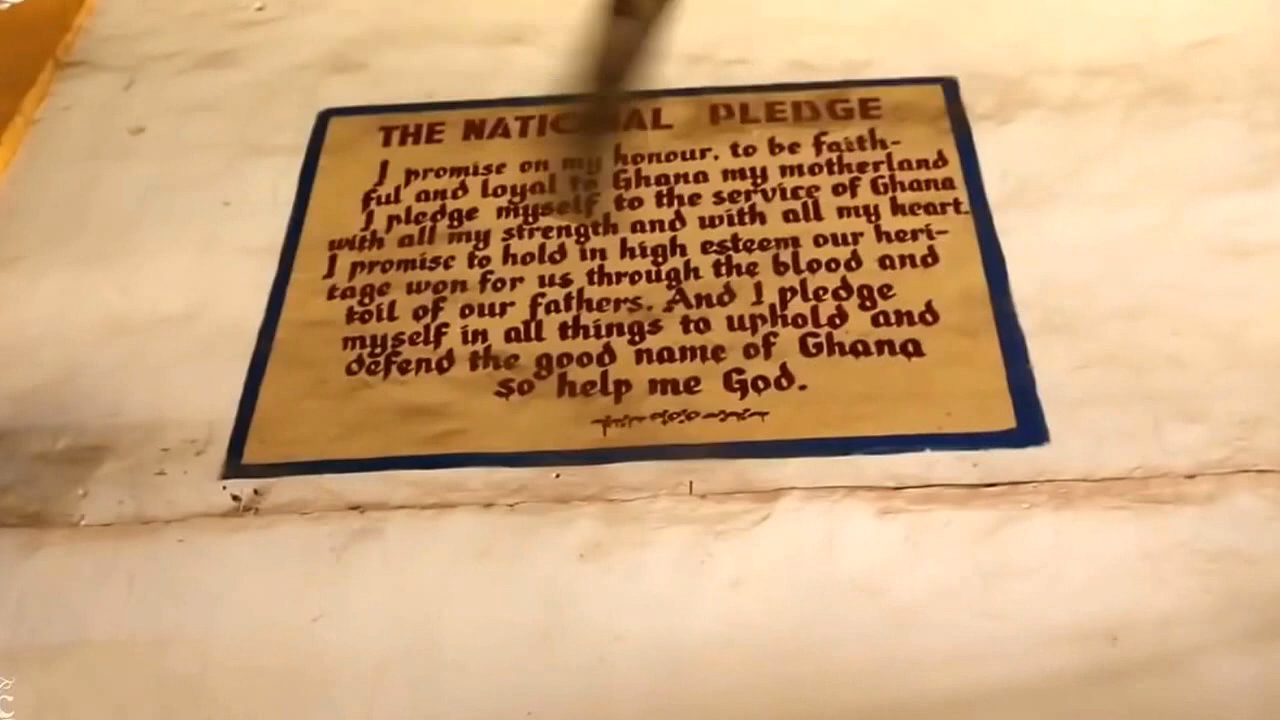 THE NATIONAL PLEDGE
I promise on my honour, to be faith-
ful and loyal to Ghana my motherland
I pledge myself to the service of Ghana
with all my strength and with all my heart.
I promise to hold in high esteem our heri-
tage won for us through the blood and
toil of our fathers. And I pledge
myself in all things to uphold and
defend the good name of Ghana
So help me God.